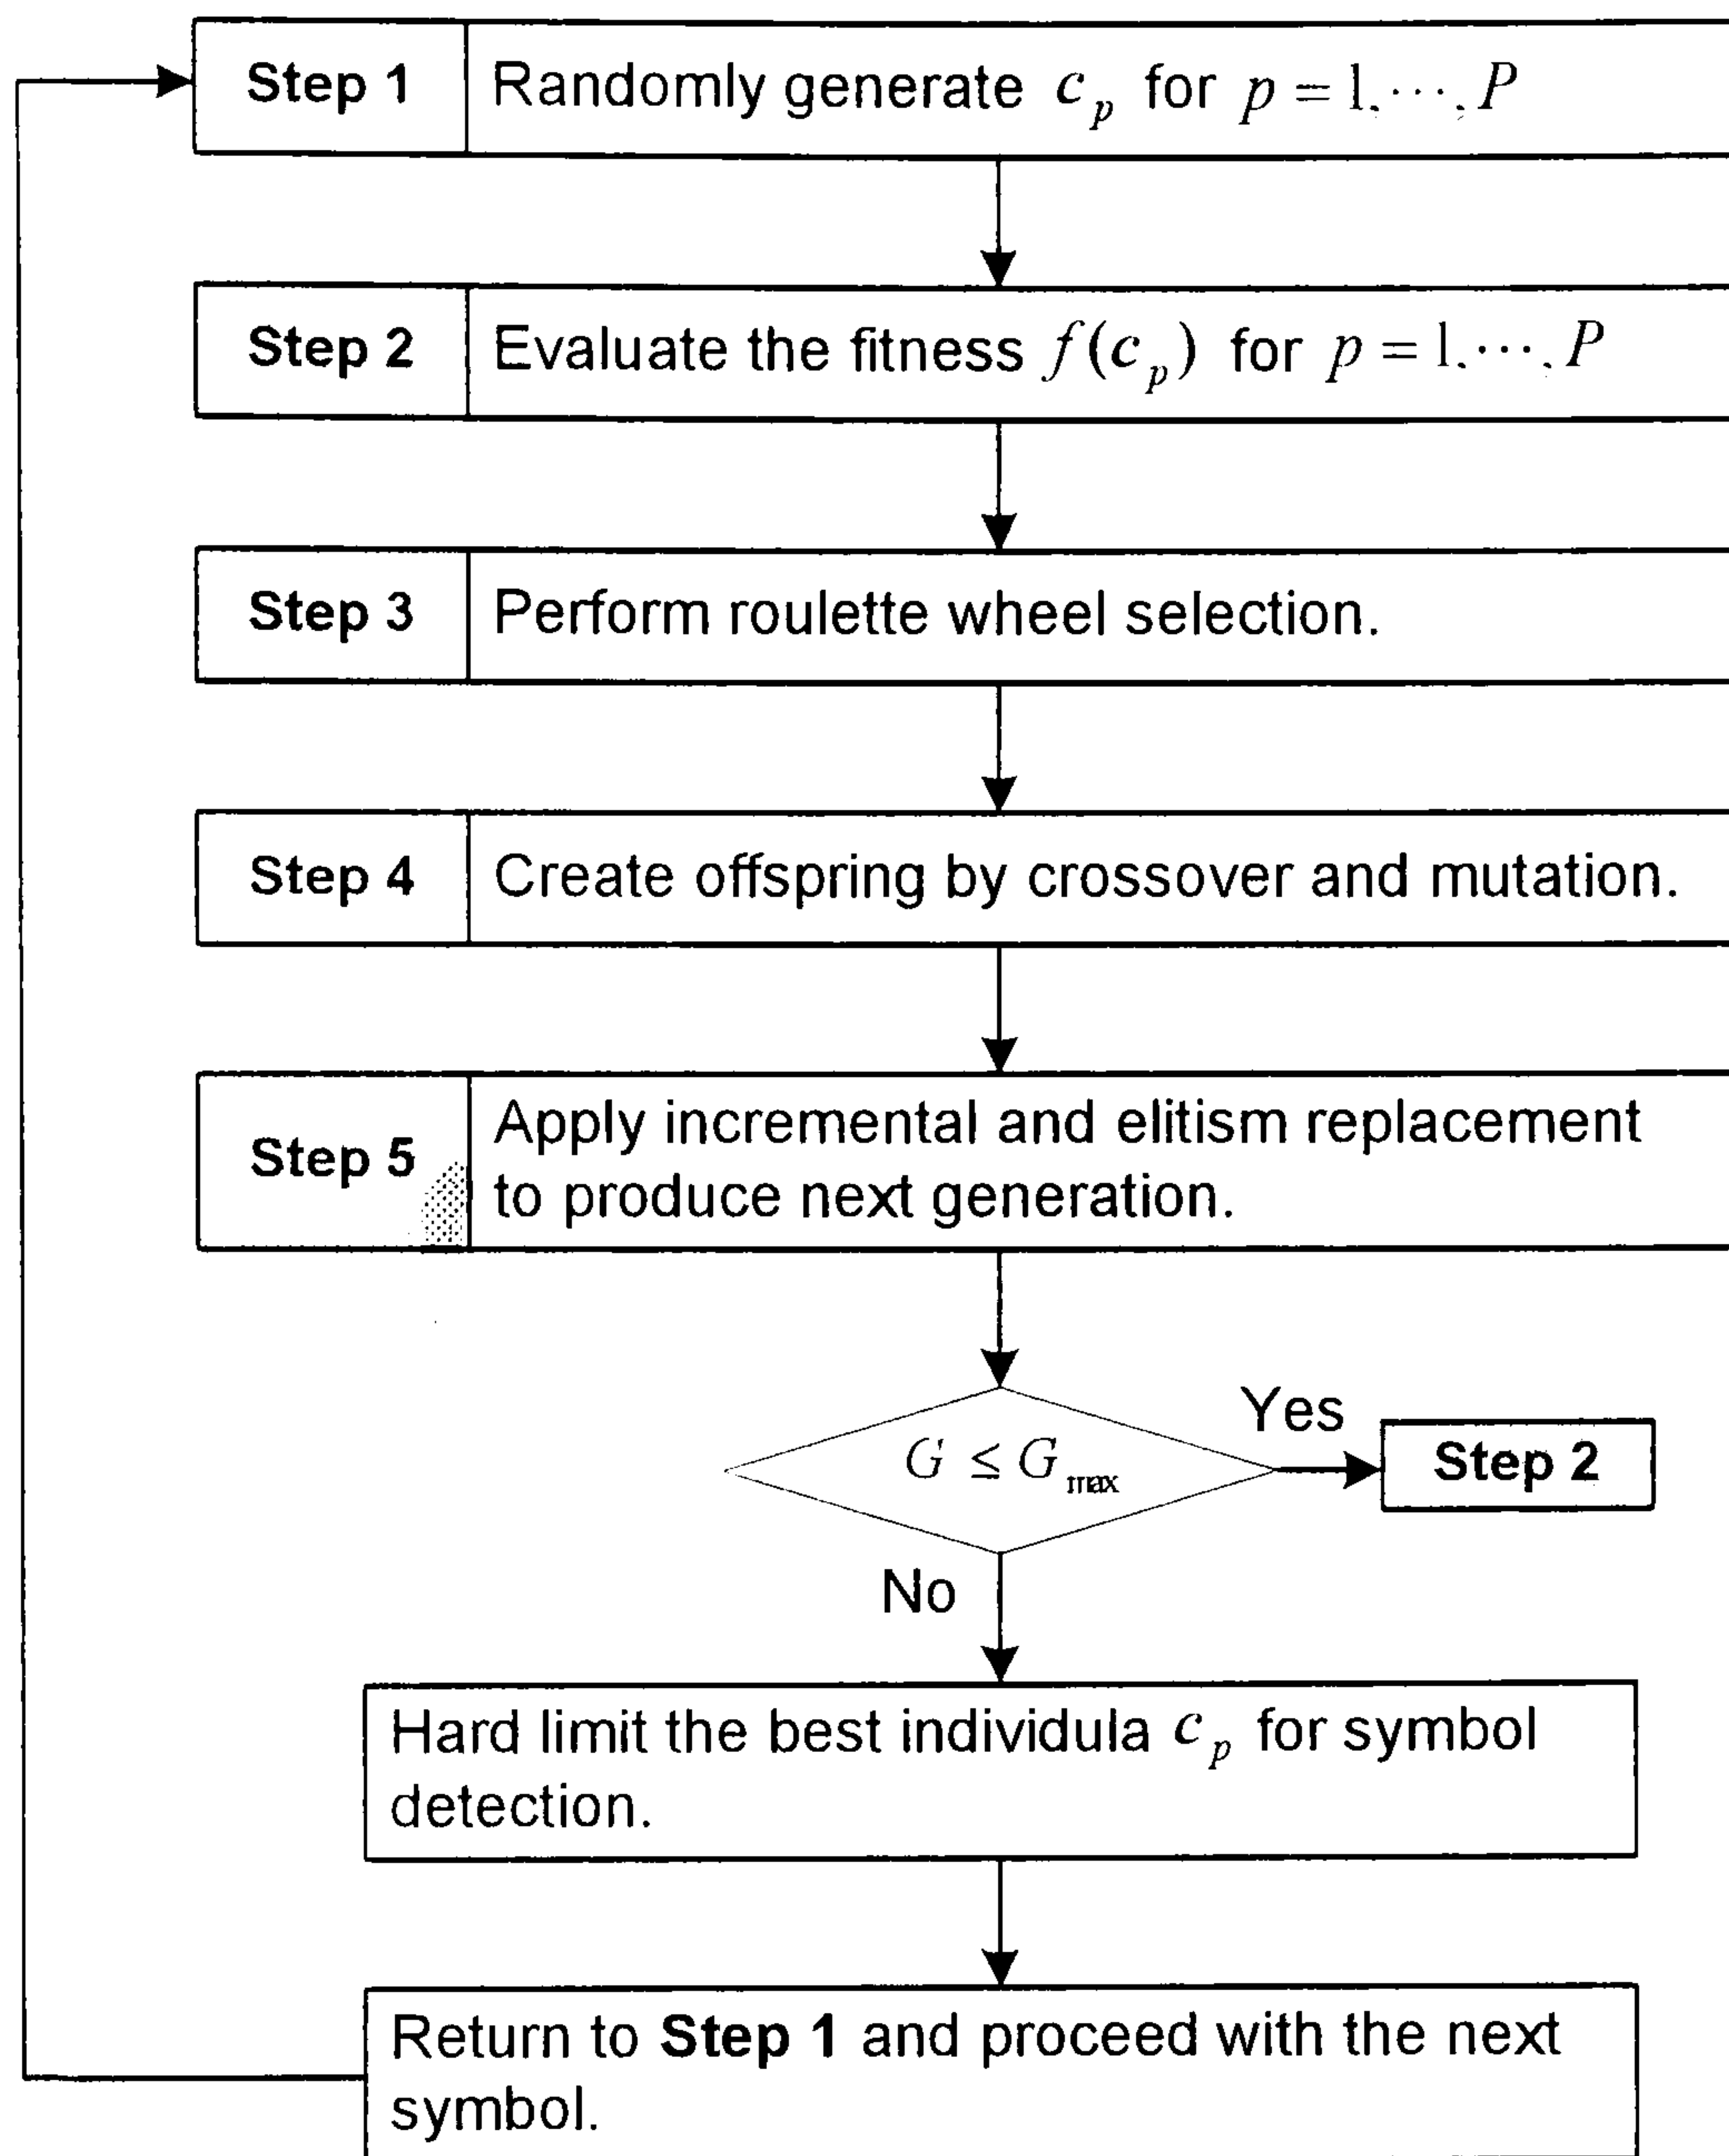 Step 1 Randomly generate c_p for p = 1, ⋯, P
Step 2 Evaluate the fitness f(c_p) for p = 1, ⋯, P
Step 3 Perform roulette wheel selection.
Step 4 Create offspring by crossover and mutation.
Step 5 Apply incremental and elitism replacement
to produce next generation.
G ≤ G_max
Yes
Step 2
No
Hard limit the best individula c_p for symbol
detection.
Return to Step 1 and proceed with the next
symbol.